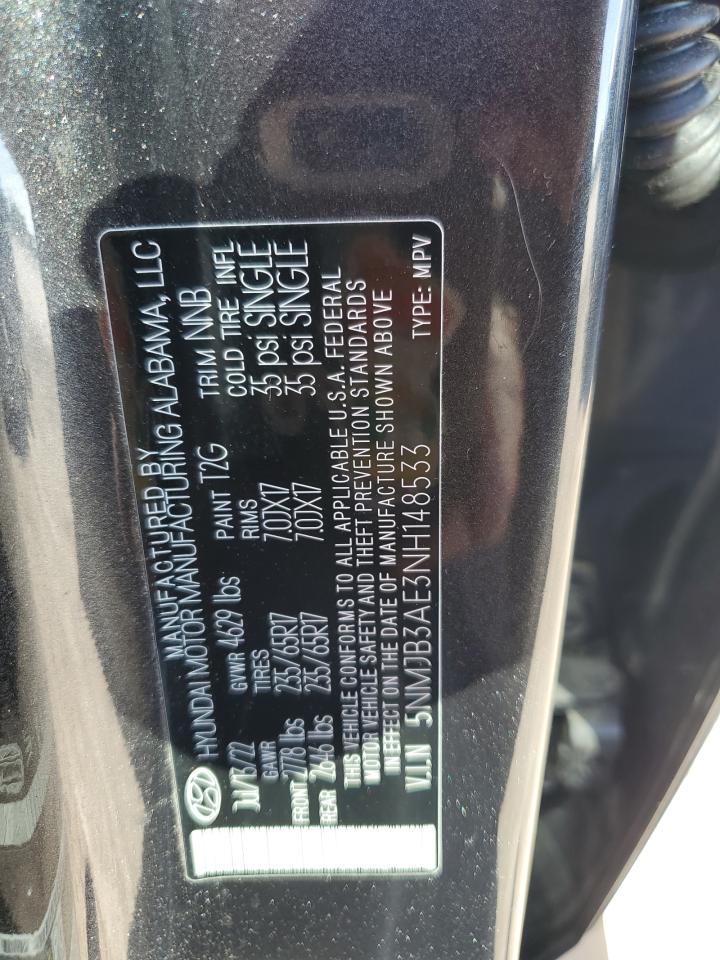 MANUFACTURED BY
HYUNDAI MOTOR MANUFACTURING ALABAMA, LLC
GVWR 4629 lbs PAINT T2G TRIM NNB
GAWR TIRES RIMS COLD TIRE INFL
FRONT 2778 lbs 235/65R17 7.0JX17 35 psi SINGLE
REAR 2646 lbs 235/65R17 7.0JX17 35 psi SINGLE
THIS VEHICLE CONFORMS TO ALL APPLICABLE U.S.A. FEDERAL
MOTOR VEHICLE SAFETY AND THEFT PREVENTION STANDARDS
IN EFFECT ON THE DATE OF MANUFACTURE SHOWN ABOVE
V.I.N 5NMJB3AE3NH148533 TYPE: MPV